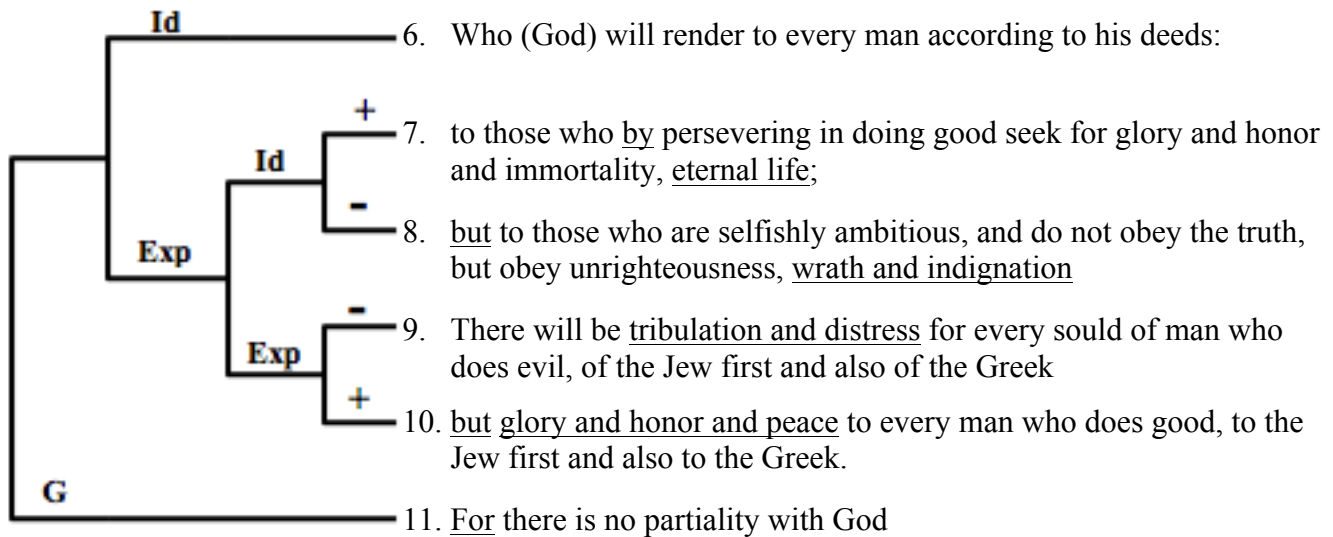 Id
6. Who (God) will render to every man according to his deeds:
+
7. to those who by persevering in doing good seek for glory and honor
and immortality, eternal life;
Id
-
8. but to those who are selfishly ambitious, and do not obey the truth,
but obey unrighteousness, wrath and indignation
Exp
-
9. There will be tribulation and distress for every sould of man who
does evil, of the Jew first and also of the Greek
Exp
+
10. but glory and honor and peace to every man who does good, to the
Jew first and also to the Greek.
G
11. For there is no partiality with God